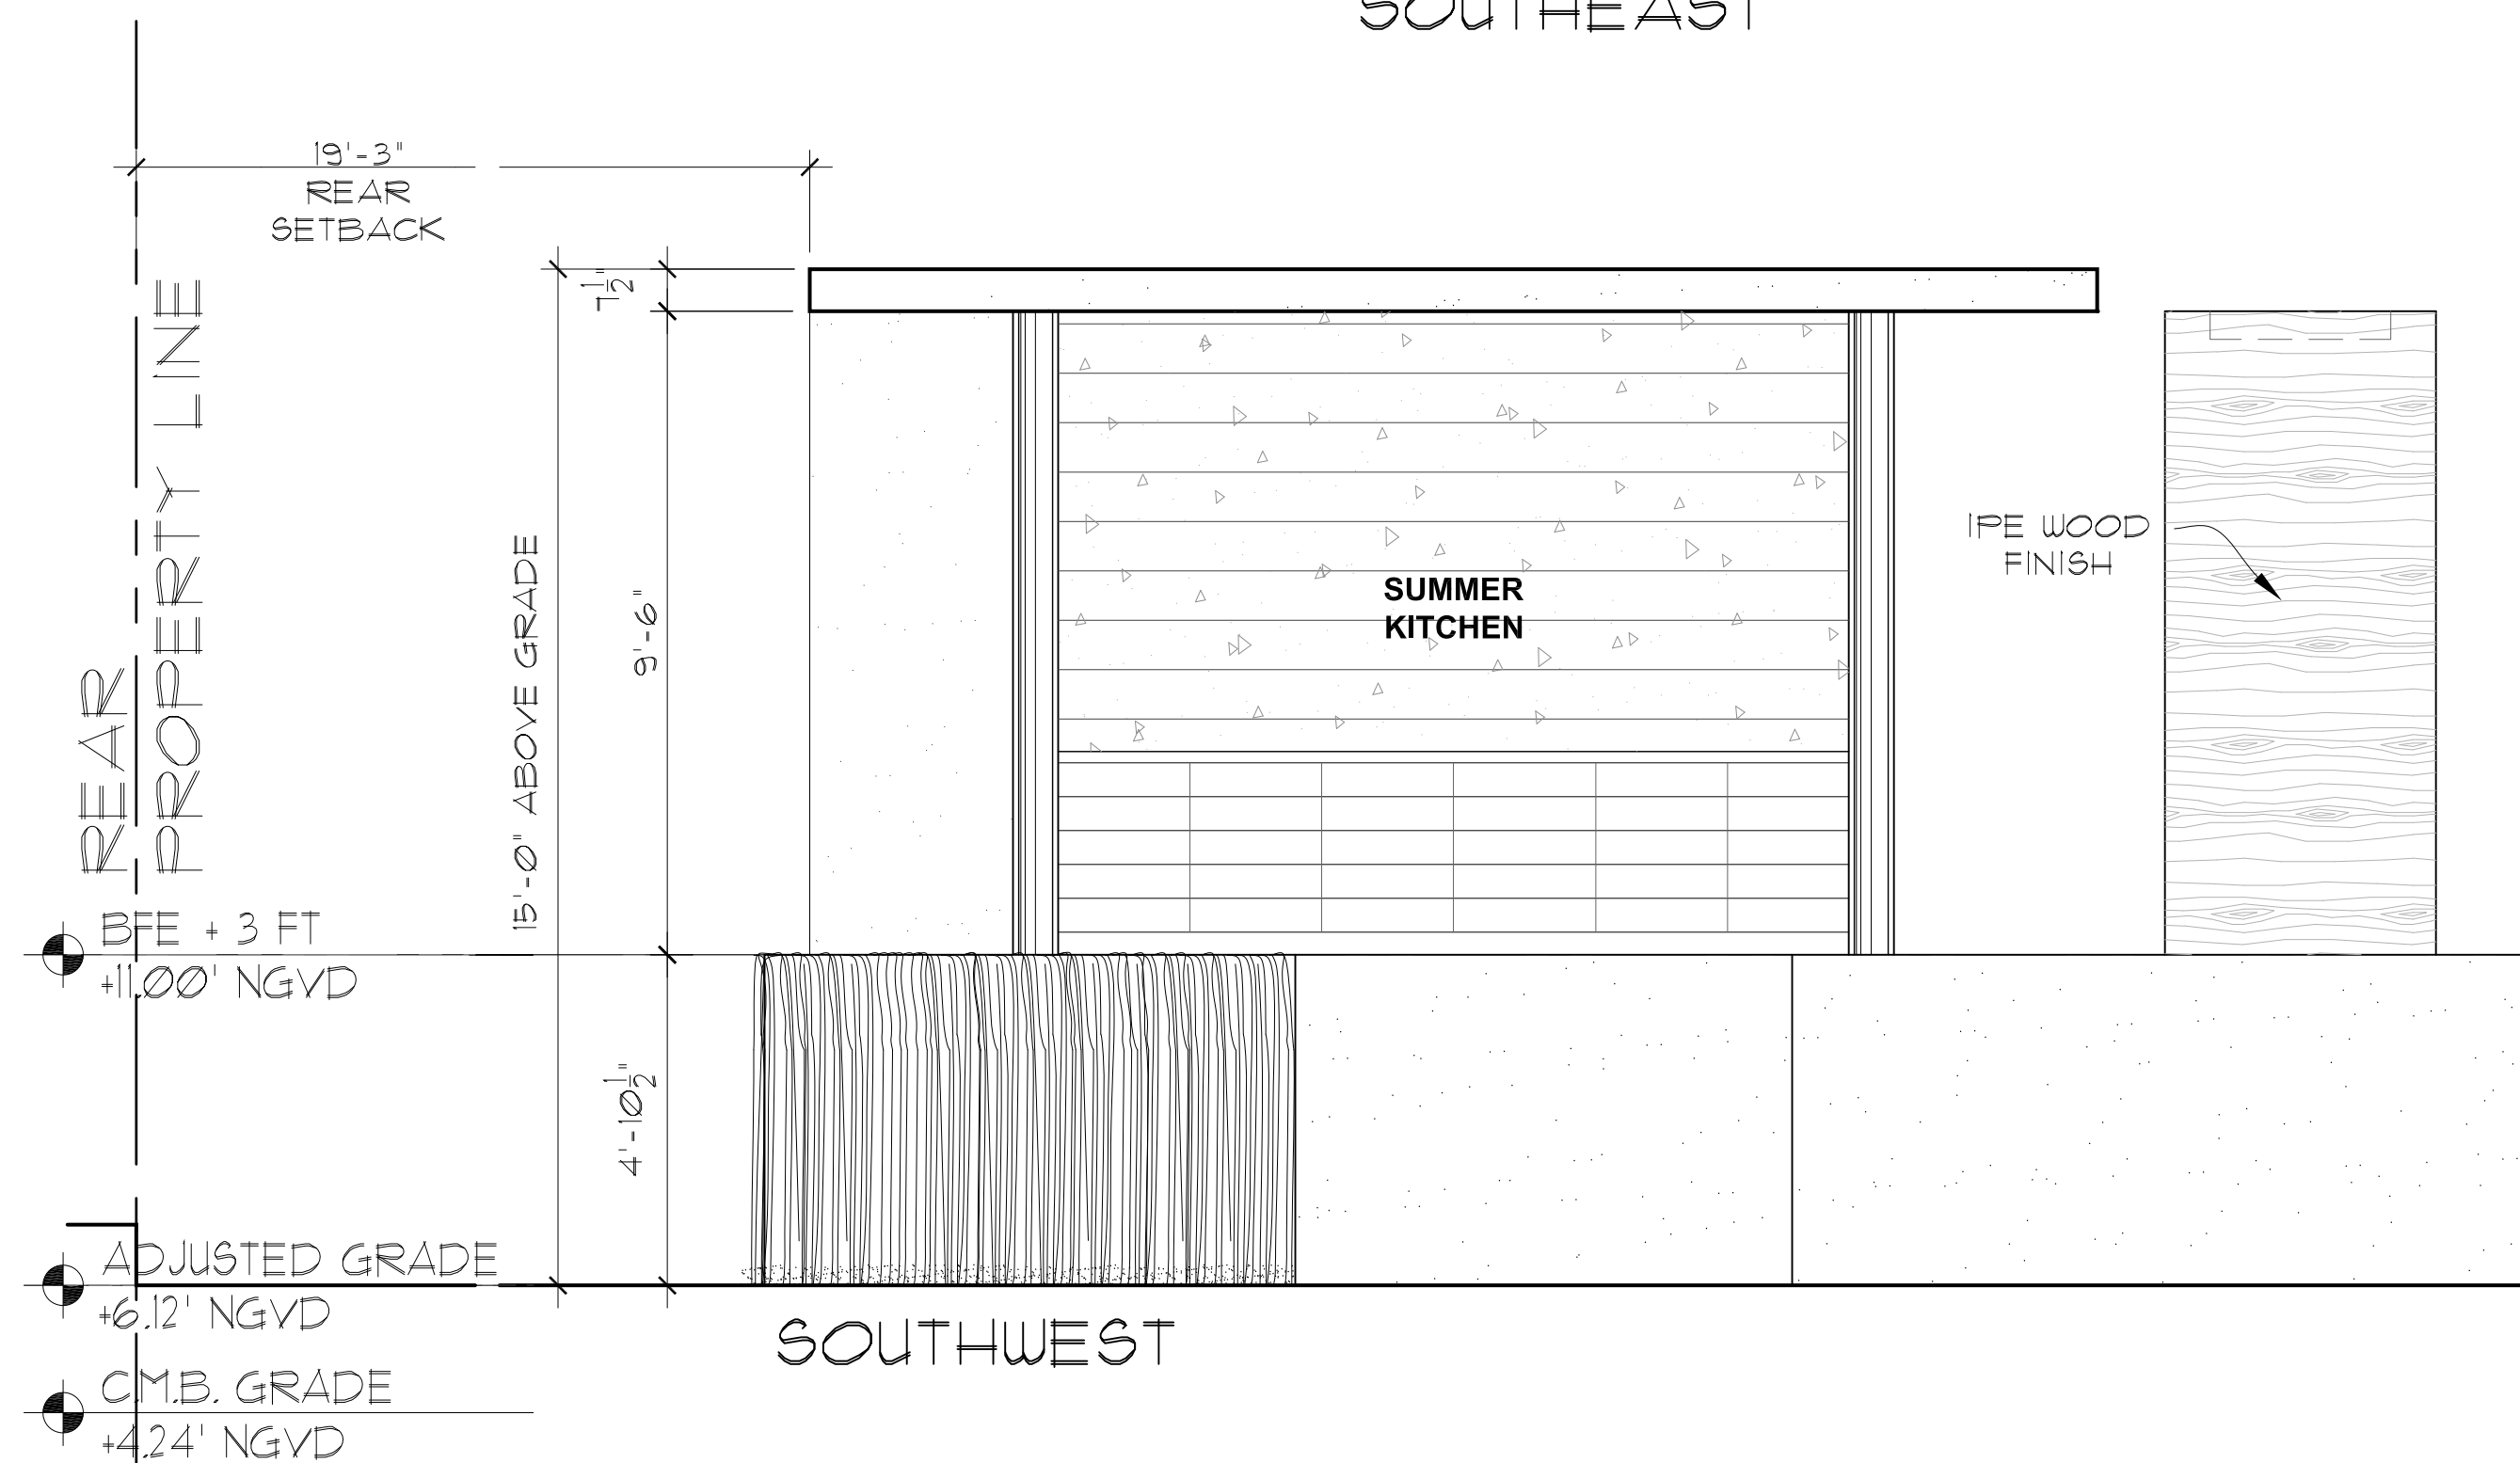 SOUTHEAST
19'-3"
REAR
SETBACK
7 1/2"
REAR
PROPERTY LINE
15'-0" ABOVE GRADE
9'-6"
SUMMER
KITCHEN
IPE WOOD
FINISH
BFE + 3 FT
+11.00' NGVD
4'-10 1/2"
ADJUSTED GRADE
+6.12' NGVD
SOUTHWEST
C.M.B. GRADE
+4.24' NGVD